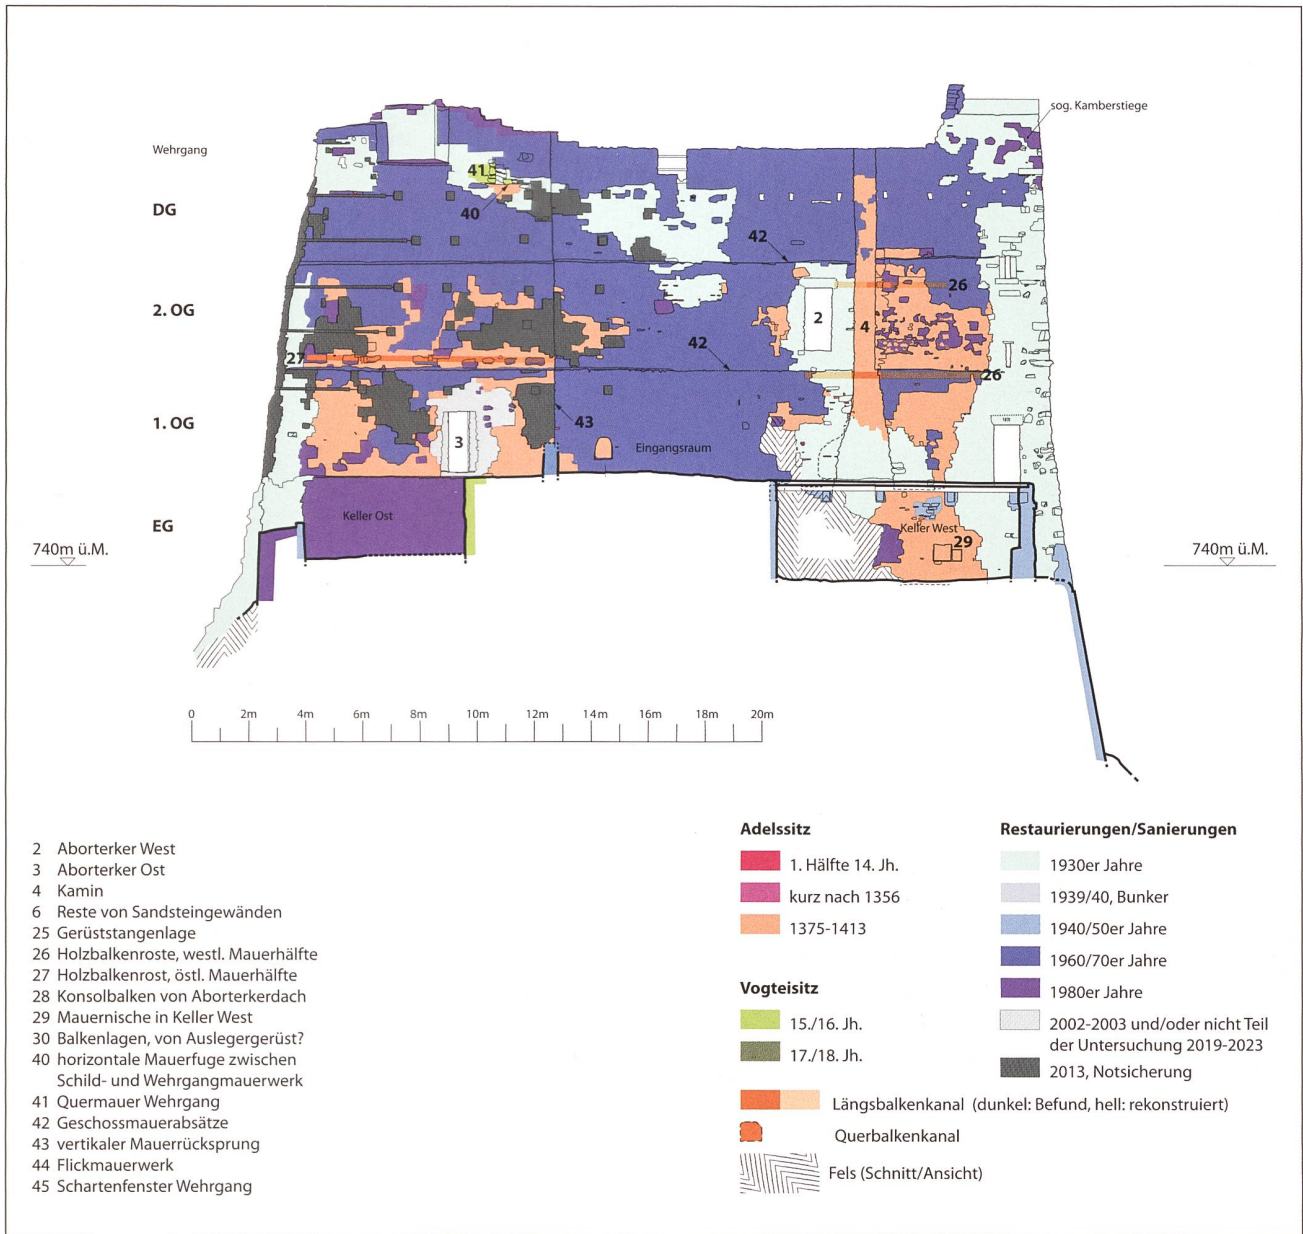 sog. Kamberstiege
Wehrgang
41
DG
40
42
26
2. OG
2
4
42
27
26
1. OG
43
3
Eingangsraum
Keller Ost
EG
Keller West
29
740m ü.M.
740m ü.M.
0 2m 4m 6m 8m 10m 12m 14m 16m 18m 20m
2 Aborterker West
3 Aborterker Ost
4 Kamin
6 Reste von Sandsteingewänden
25 Gerüststangenlage
26 Holzbalkenroste, westl. Mauerhälfte
27 Holzbalkenrost, östl. Mauerhälfte
28 Konsolbalken von Aborterkerdach
29 Mauernische in Keller West
30 Balkenlagen, von Auslegergerüst?
40 horizontale Mauerfuge zwischen
Schild- und Wehrgangmauerwerk
41 Quermauer Wehrgang
42 Geschossmauerabsätze
43 vertikaler Mauerrücksprung
44 Flickmauerwerk
45 Schartenfenster Wehrgang
Adelssitz
1. Hälfte 14. Jh.
kurz nach 1356
1375-1413
Vogteisitz
15./16. Jh.
17./18. Jh.
Längsbalkenkanal (dunkel: Befund, hell: rekonstruiert)
Querbalkenkanal
Fels (Schnitt/Ansicht)
Restaurierungen/Sanierungen
1930er Jahre
1939/40, Bunker
1940/50er Jahre
1960/70er Jahre
1980er Jahre
2002-2003 und/oder nicht Teil
der Untersuchung 2019-2023
2013, Notsicherung